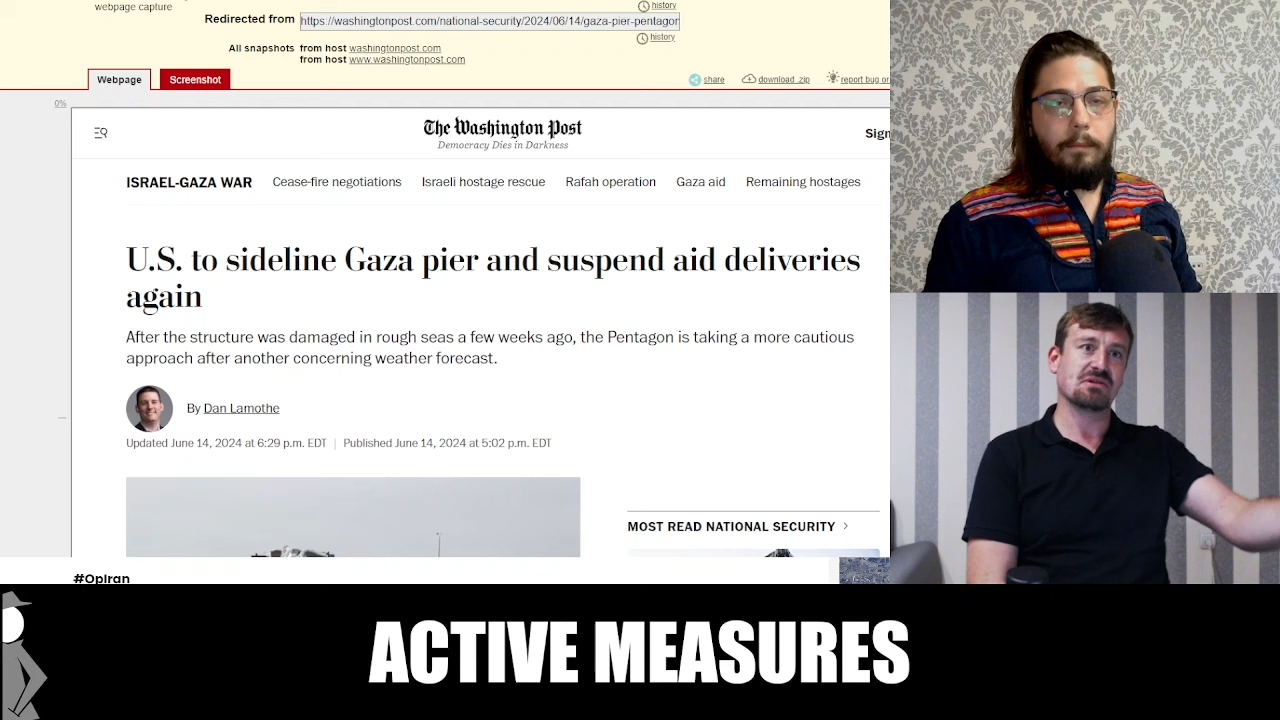 webpage capture
history
Redirected from https://washingtonpost.com/national-security/2024/06/14/gaza-pier-pentagon
history
All snapshots from host washingtonpost.com
from host www.washingtonpost.com
Webpage Screenshot share download .zip report bug or
0%
The Washington Post
Sign
Democracy Dies in Darkness
ISRAEL-GAZA WAR Cease-fire negotiations Israeli hostage rescue Rafah operation Gaza aid Remaining hostages
U.S. to sideline Gaza pier and suspend aid deliveries
again
After the structure was damaged in rough seas a few weeks ago, the Pentagon is taking a more cautious
approach after another concerning weather forecast.
By Dan Lamothe
Updated June 14, 2024 at 6:29 p.m. EDT | Published June 14, 2024 at 5:02 p.m. EDT
MOST READ NATIONAL SECURITY >
#OpIran
ACTIVE MEASURES